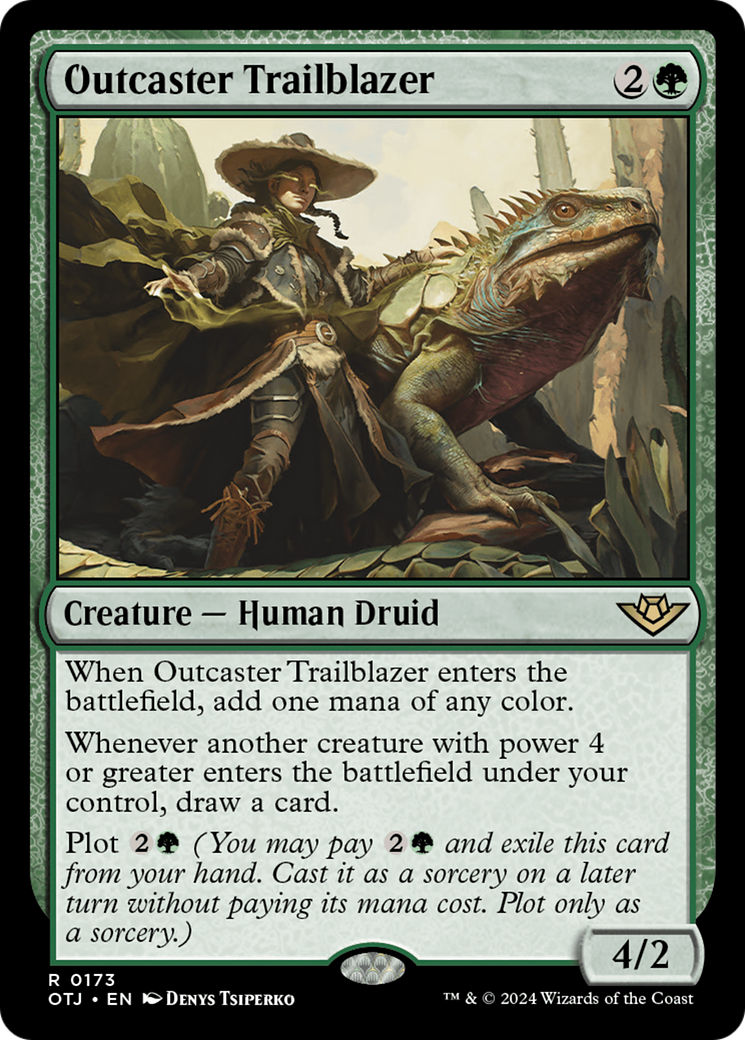 Outcaster Trailblazer 2
Creature — Human Druid
When Outcaster Trailblazer enters the
battlefield, add one mana of any color.
Whenever another creature with power 4
or greater enters the battlefield under your
control, draw a card.
Plot 2 (You may pay 2 and exile this card
from your hand. Cast it as a sorcery on a later
turn without paying its mana cost. Plot only as
a sorcery.)
4/2
R 0173
OTJ • EN Denys Tsiperko
™ & © 2024 Wizards of the Coast